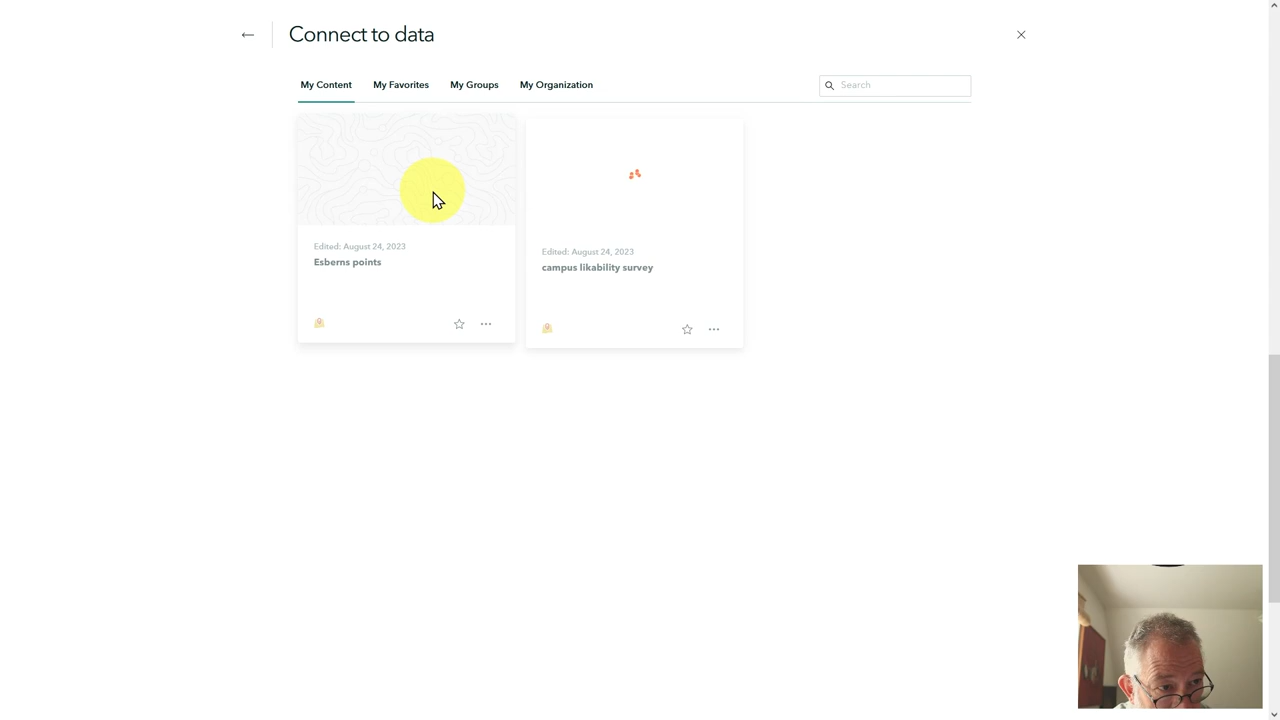 Connect to data
My Content
My Favorites
My Groups
My Organization
Search
Edited: August 24, 2023
Esberns points
Edited: August 24, 2023
campus likability survey